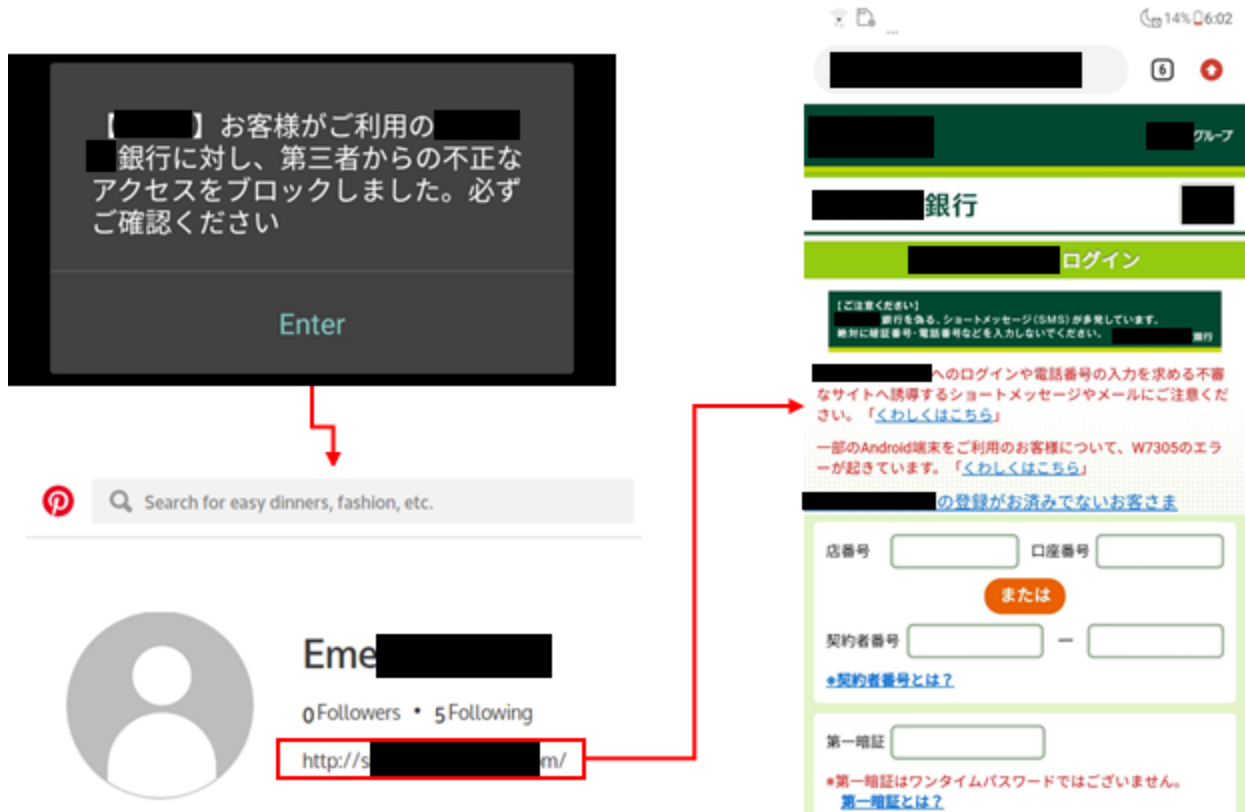 【 】お客様がご利用の
銀行に対し、第三者からの不正な
アクセスをブロックしました。必ず
ご確認ください
Enter
Search for easy dinners, fashion, etc.
Eme
0 Followers • 5 Following
http://s m/
14% 6:02
6
グループ
銀行
ログイン
【ご注意ください】
銀行を偽る、ショートメッセージ(SMS)が多発しています。
絶対に暗証番号・電話番号などを入力しないでください。 銀行
へのログインや電話番号の入力を求める不審
なサイトへ誘導するショートメッセージやメールにご注意くだ
さい。「くわしくはこちら」
一部のAndroid端末をご利用のお客様について、W7305のエラ
ーが起きています。「くわしくはこちら」
の登録がお済みでないお客さま
店番号 口座番号
または
契約者番号 ー
*契約者番号とは?
第一暗証
*第一暗証はワンタイムパスワードではございません。
第一暗証とは?